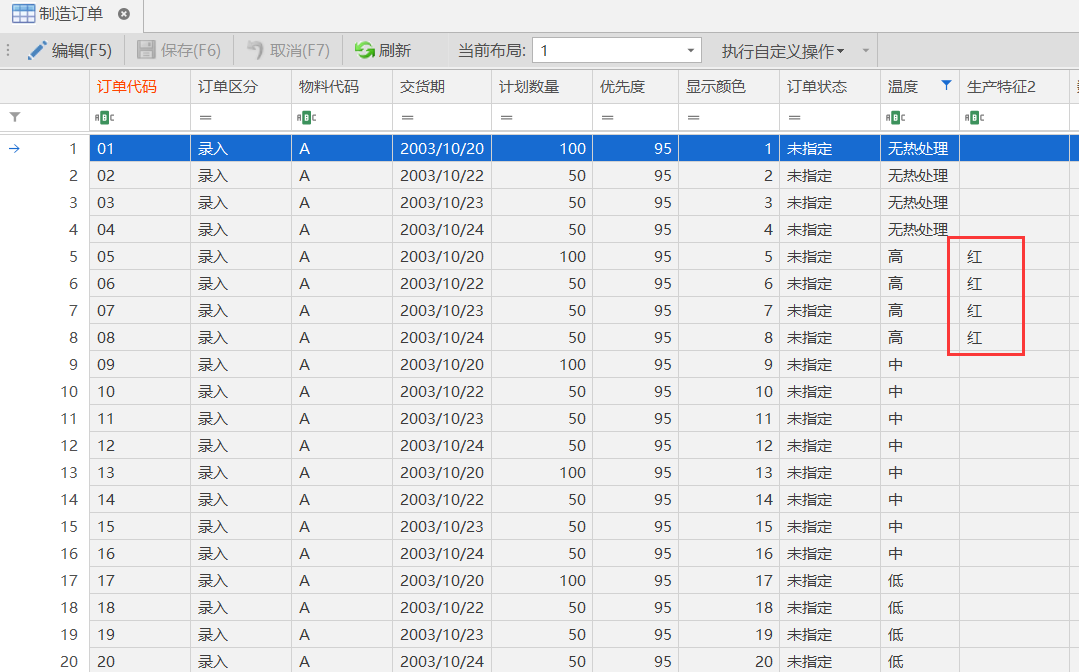 制造订单
编辑(F5) 保存(F6) 取消(F7) 刷新 当前布局: 1 执行自定义操作
订单代码 订单区分 物料代码 交货期 计划数量 优先度 显示颜色 订单状态 温度 生产特征2
ABC = ABC = = = = = ABC ABC
1 01 录入 A 2003/10/20 100 95 1 未指定 无热处理
2 02 录入 A 2003/10/22 50 95 2 未指定 无热处理
3 03 录入 A 2003/10/23 50 95 3 未指定 无热处理
4 04 录入 A 2003/10/24 50 95 4 未指定 无热处理
5 05 录入 A 2003/10/20 100 95 5 未指定 高 红
6 06 录入 A 2003/10/22 50 95 6 未指定 高 红
7 07 录入 A 2003/10/23 50 95 7 未指定 高 红
8 08 录入 A 2003/10/24 50 95 8 未指定 高 红
9 09 录入 A 2003/10/20 100 95 9 未指定 中
10 10 录入 A 2003/10/22 50 95 10 未指定 中
11 11 录入 A 2003/10/23 50 95 11 未指定 中
12 12 录入 A 2003/10/24 50 95 12 未指定 中
13 13 录入 A 2003/10/20 100 95 13 未指定 中
14 14 录入 A 2003/10/22 50 95 14 未指定 中
15 15 录入 A 2003/10/23 50 95 15 未指定 中
16 16 录入 A 2003/10/24 50 95 16 未指定 中
17 17 录入 A 2003/10/20 100 95 17 未指定 低
18 18 录入 A 2003/10/22 50 95 18 未指定 低
19 19 录入 A 2003/10/23 50 95 19 未指定 低
20 20 录入 A 2003/10/24 50 95 20 未指定 低